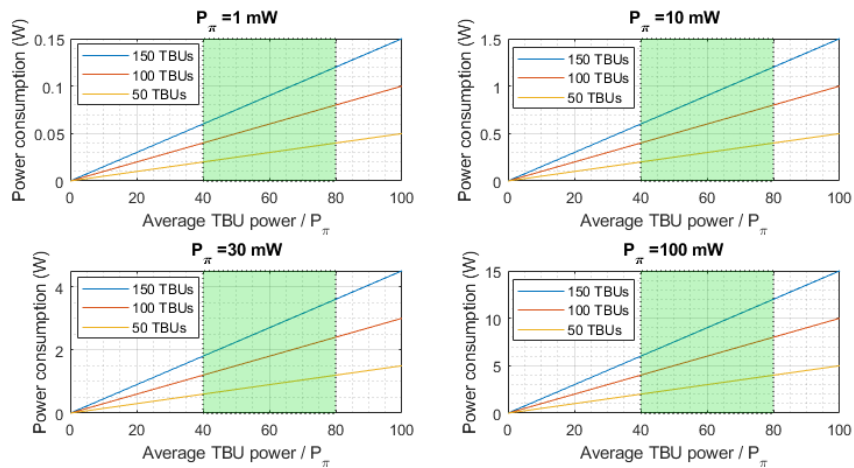 P_π =1 mW
Power consumption (W)
0.15
0.1
0.05
0
150 TBUs
100 TBUs
50 TBUs
0 20 40 60 80 100
Average TBU power / P_π
P_π =10 mW
Power consumption (W)
1.5
1
0.5
0
150 TBUs
100 TBUs
50 TBUs
0 20 40 60 80 100
Average TBU power / P_π
P_π =30 mW
Power consumption (W)
4
2
0
150 TBUs
100 TBUs
50 TBUs
0 20 40 60 80 100
Average TBU power / P_π
P_π =100 mW
Power consumption (W)
15
10
5
0
150 TBUs
100 TBUs
50 TBUs
0 20 40 60 80 100
Average TBU power / P_π